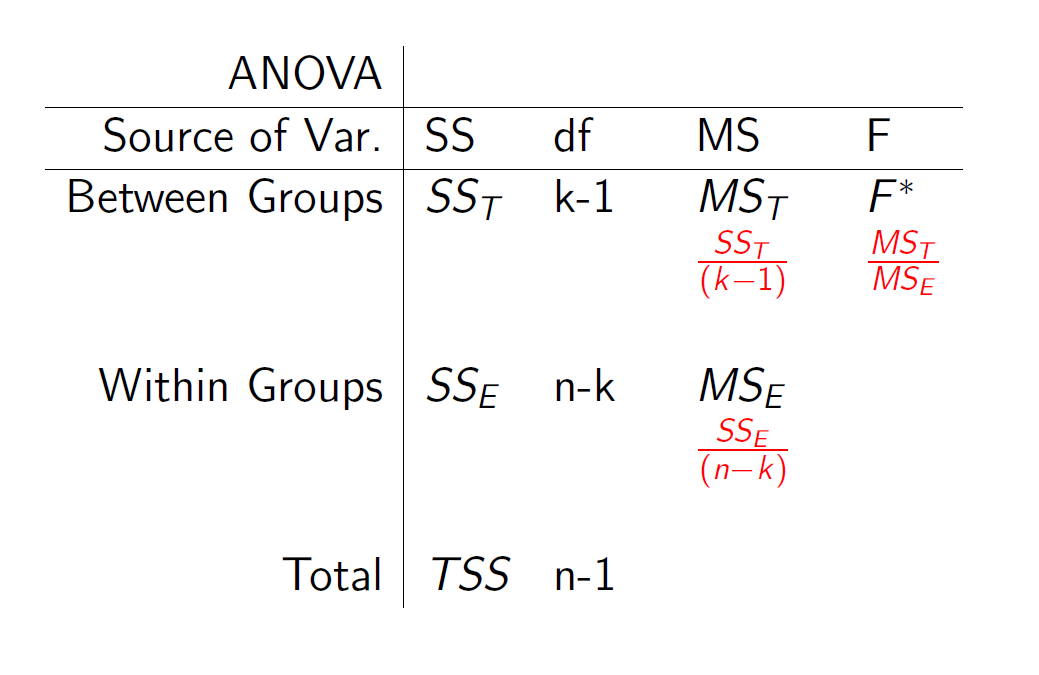 ANOVA
Source of Var. SS df MS F
Between Groups SS_T k-1 MS_T F*
SS_T/(k−1) MS_T/MS_E
Within Groups SS_E n-k MS_E
SS_E/(n−k)
Total TSS n-1